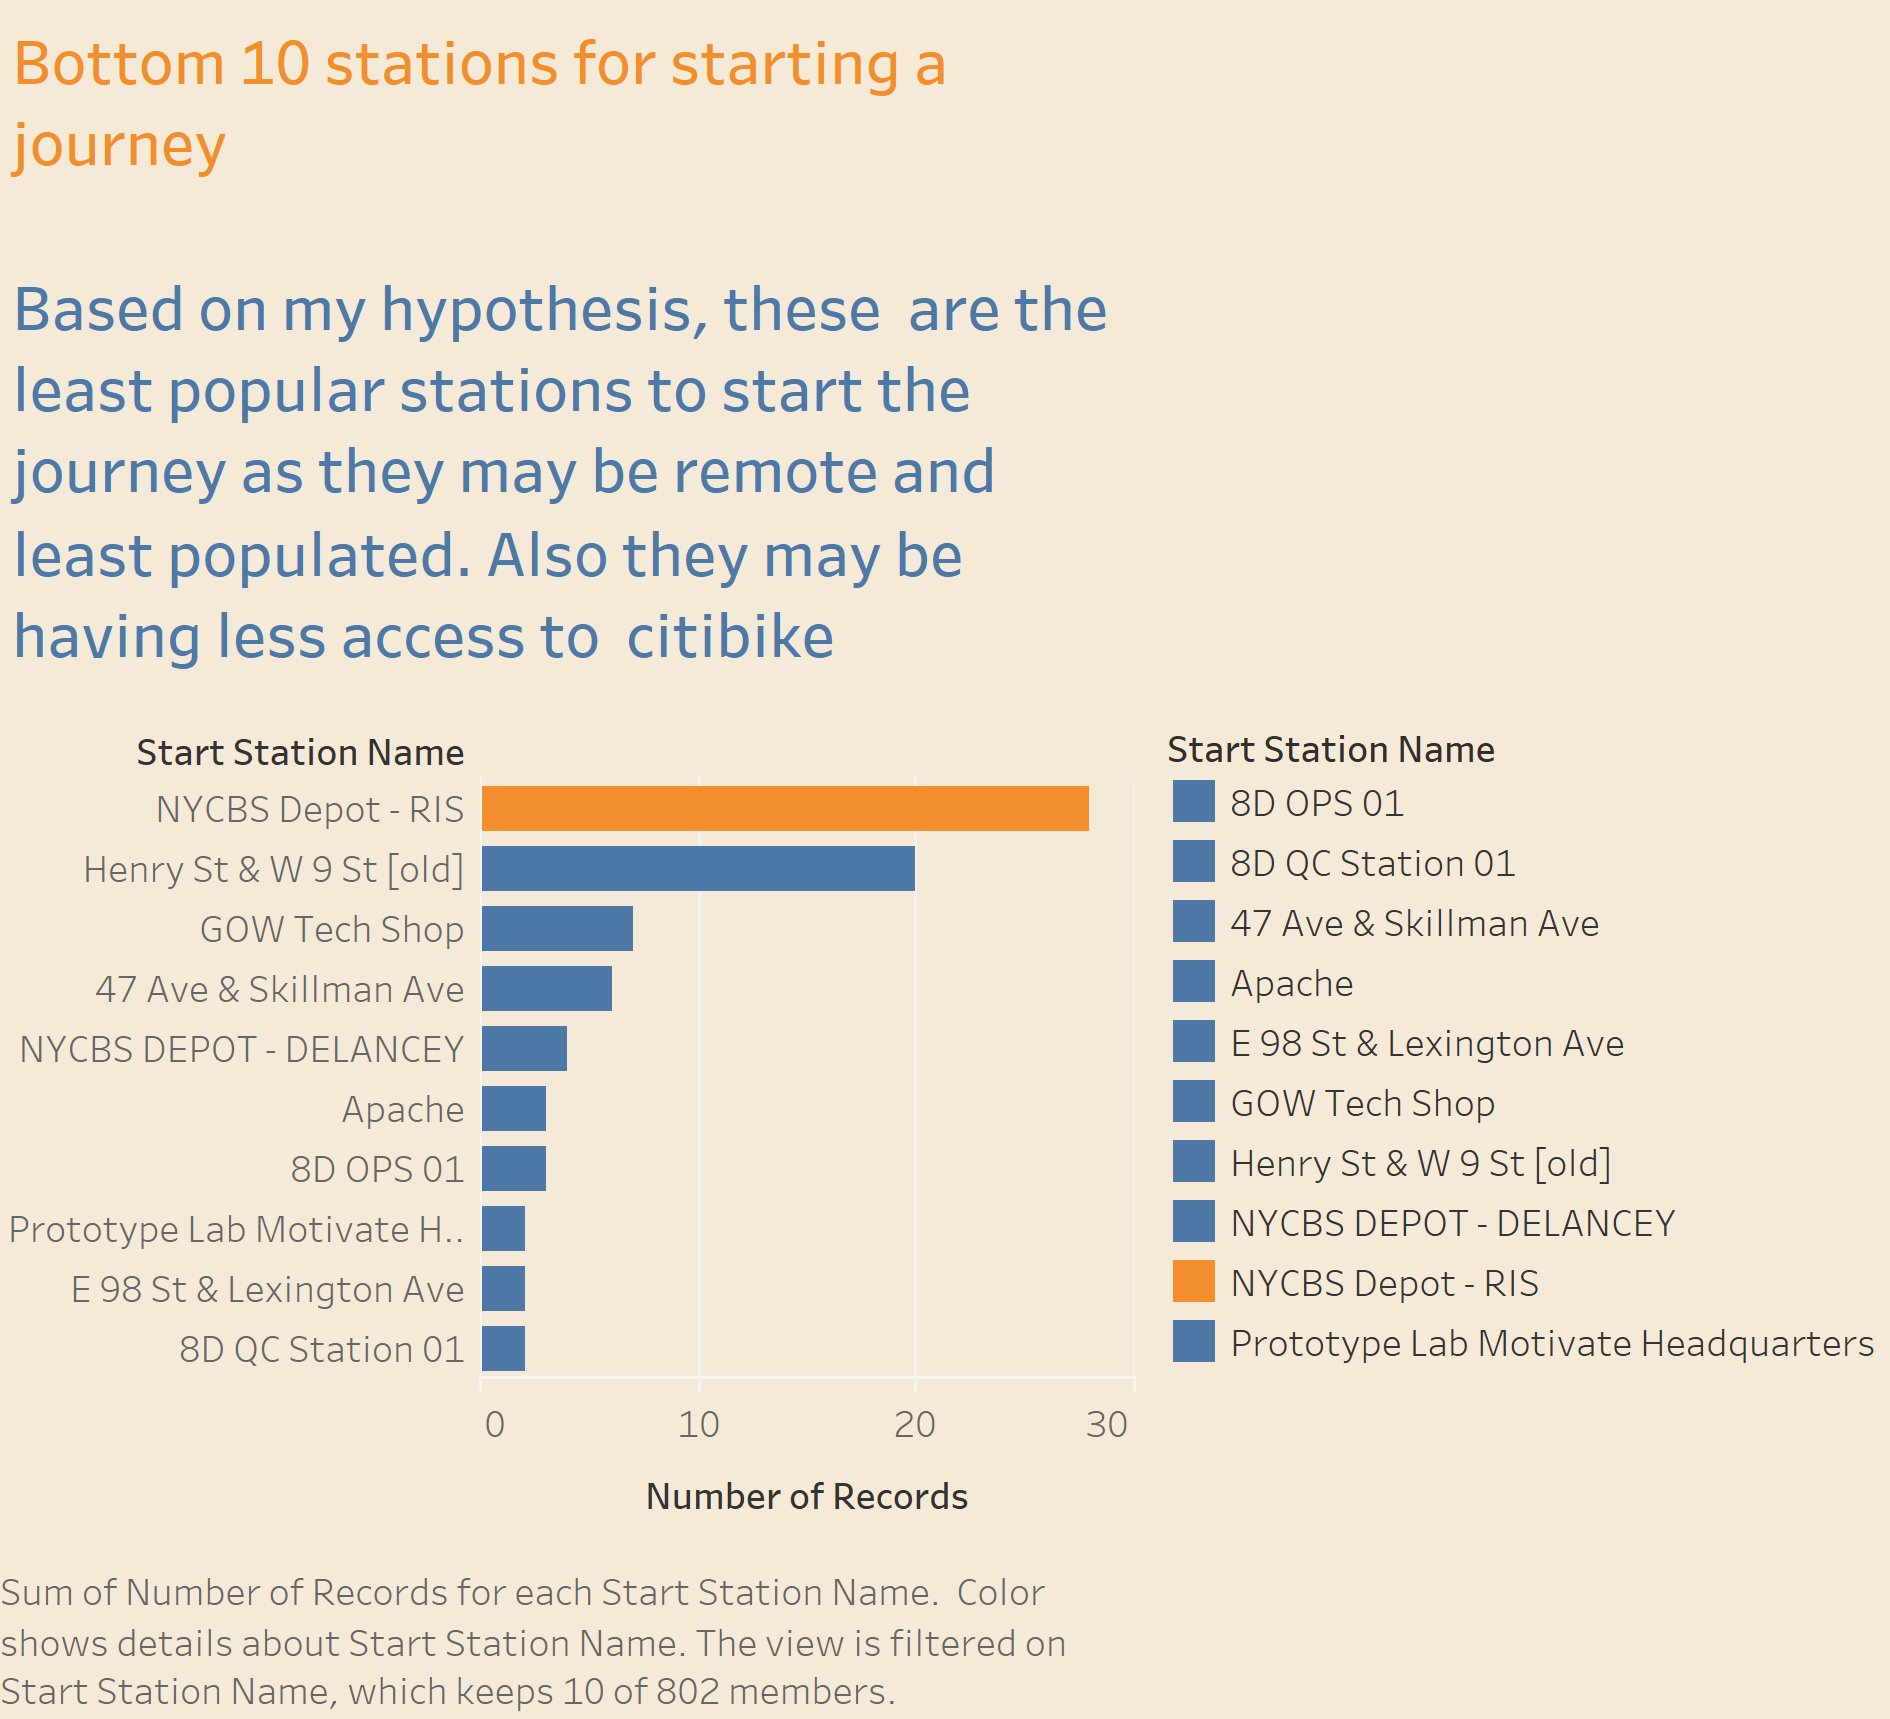 Bottom 10 stations for starting a
journey
Based on my hypothesis, these  are the
least popular stations to start the
journey as they may be remote and
least populated. Also they may be
having less access to  citibike
Start Station Name
NYCBS Depot - RIS
Henry St & W 9 St [old]
GOW Tech Shop
47 Ave & Skillman Ave
NYCBS DEPOT - DELANCEY
Apache
8D OPS 01
Prototype Lab Motivate H..
E 98 St & Lexington Ave
8D QC Station 01
0 10 20 30
Number of Records
Start Station Name
8D OPS 01
8D QC Station 01
47 Ave & Skillman Ave
Apache
E 98 St & Lexington Ave
GOW Tech Shop
Henry St & W 9 St [old]
NYCBS DEPOT - DELANCEY
NYCBS Depot - RIS
Prototype Lab Motivate Headquarters
Sum of Number of Records for each Start Station Name.  Color
shows details about Start Station Name. The view is filtered on
Start Station Name, which keeps 10 of 802 members.